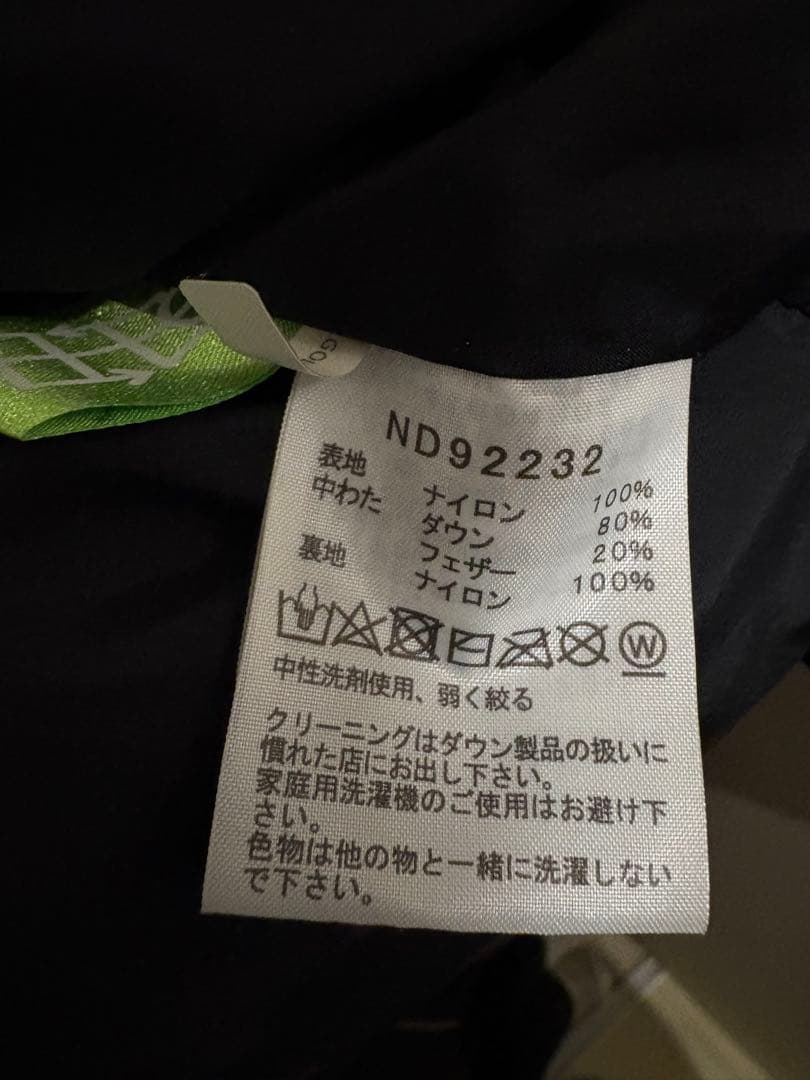 ND92232
表地 ナイロン 100%
中わた ダウン 80%
フェザー 20%
裏地 ナイロン 100%
W
中性洗剤使用、弱く絞る
クリーニングはダウン製品の扱いに
慣れた店にお出し下さい。
家庭用洗濯機のご使用はお避け下
さい。
色物は他の物と一緒に洗濯しない
で下さい。